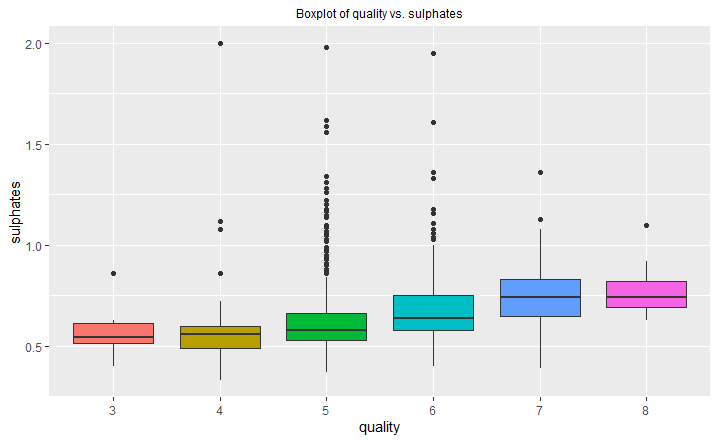 Boxplot of quality vs. sulphates
2.0
1.5
1.0
0.5
sulphates
3 4 5 6 7 8
quality